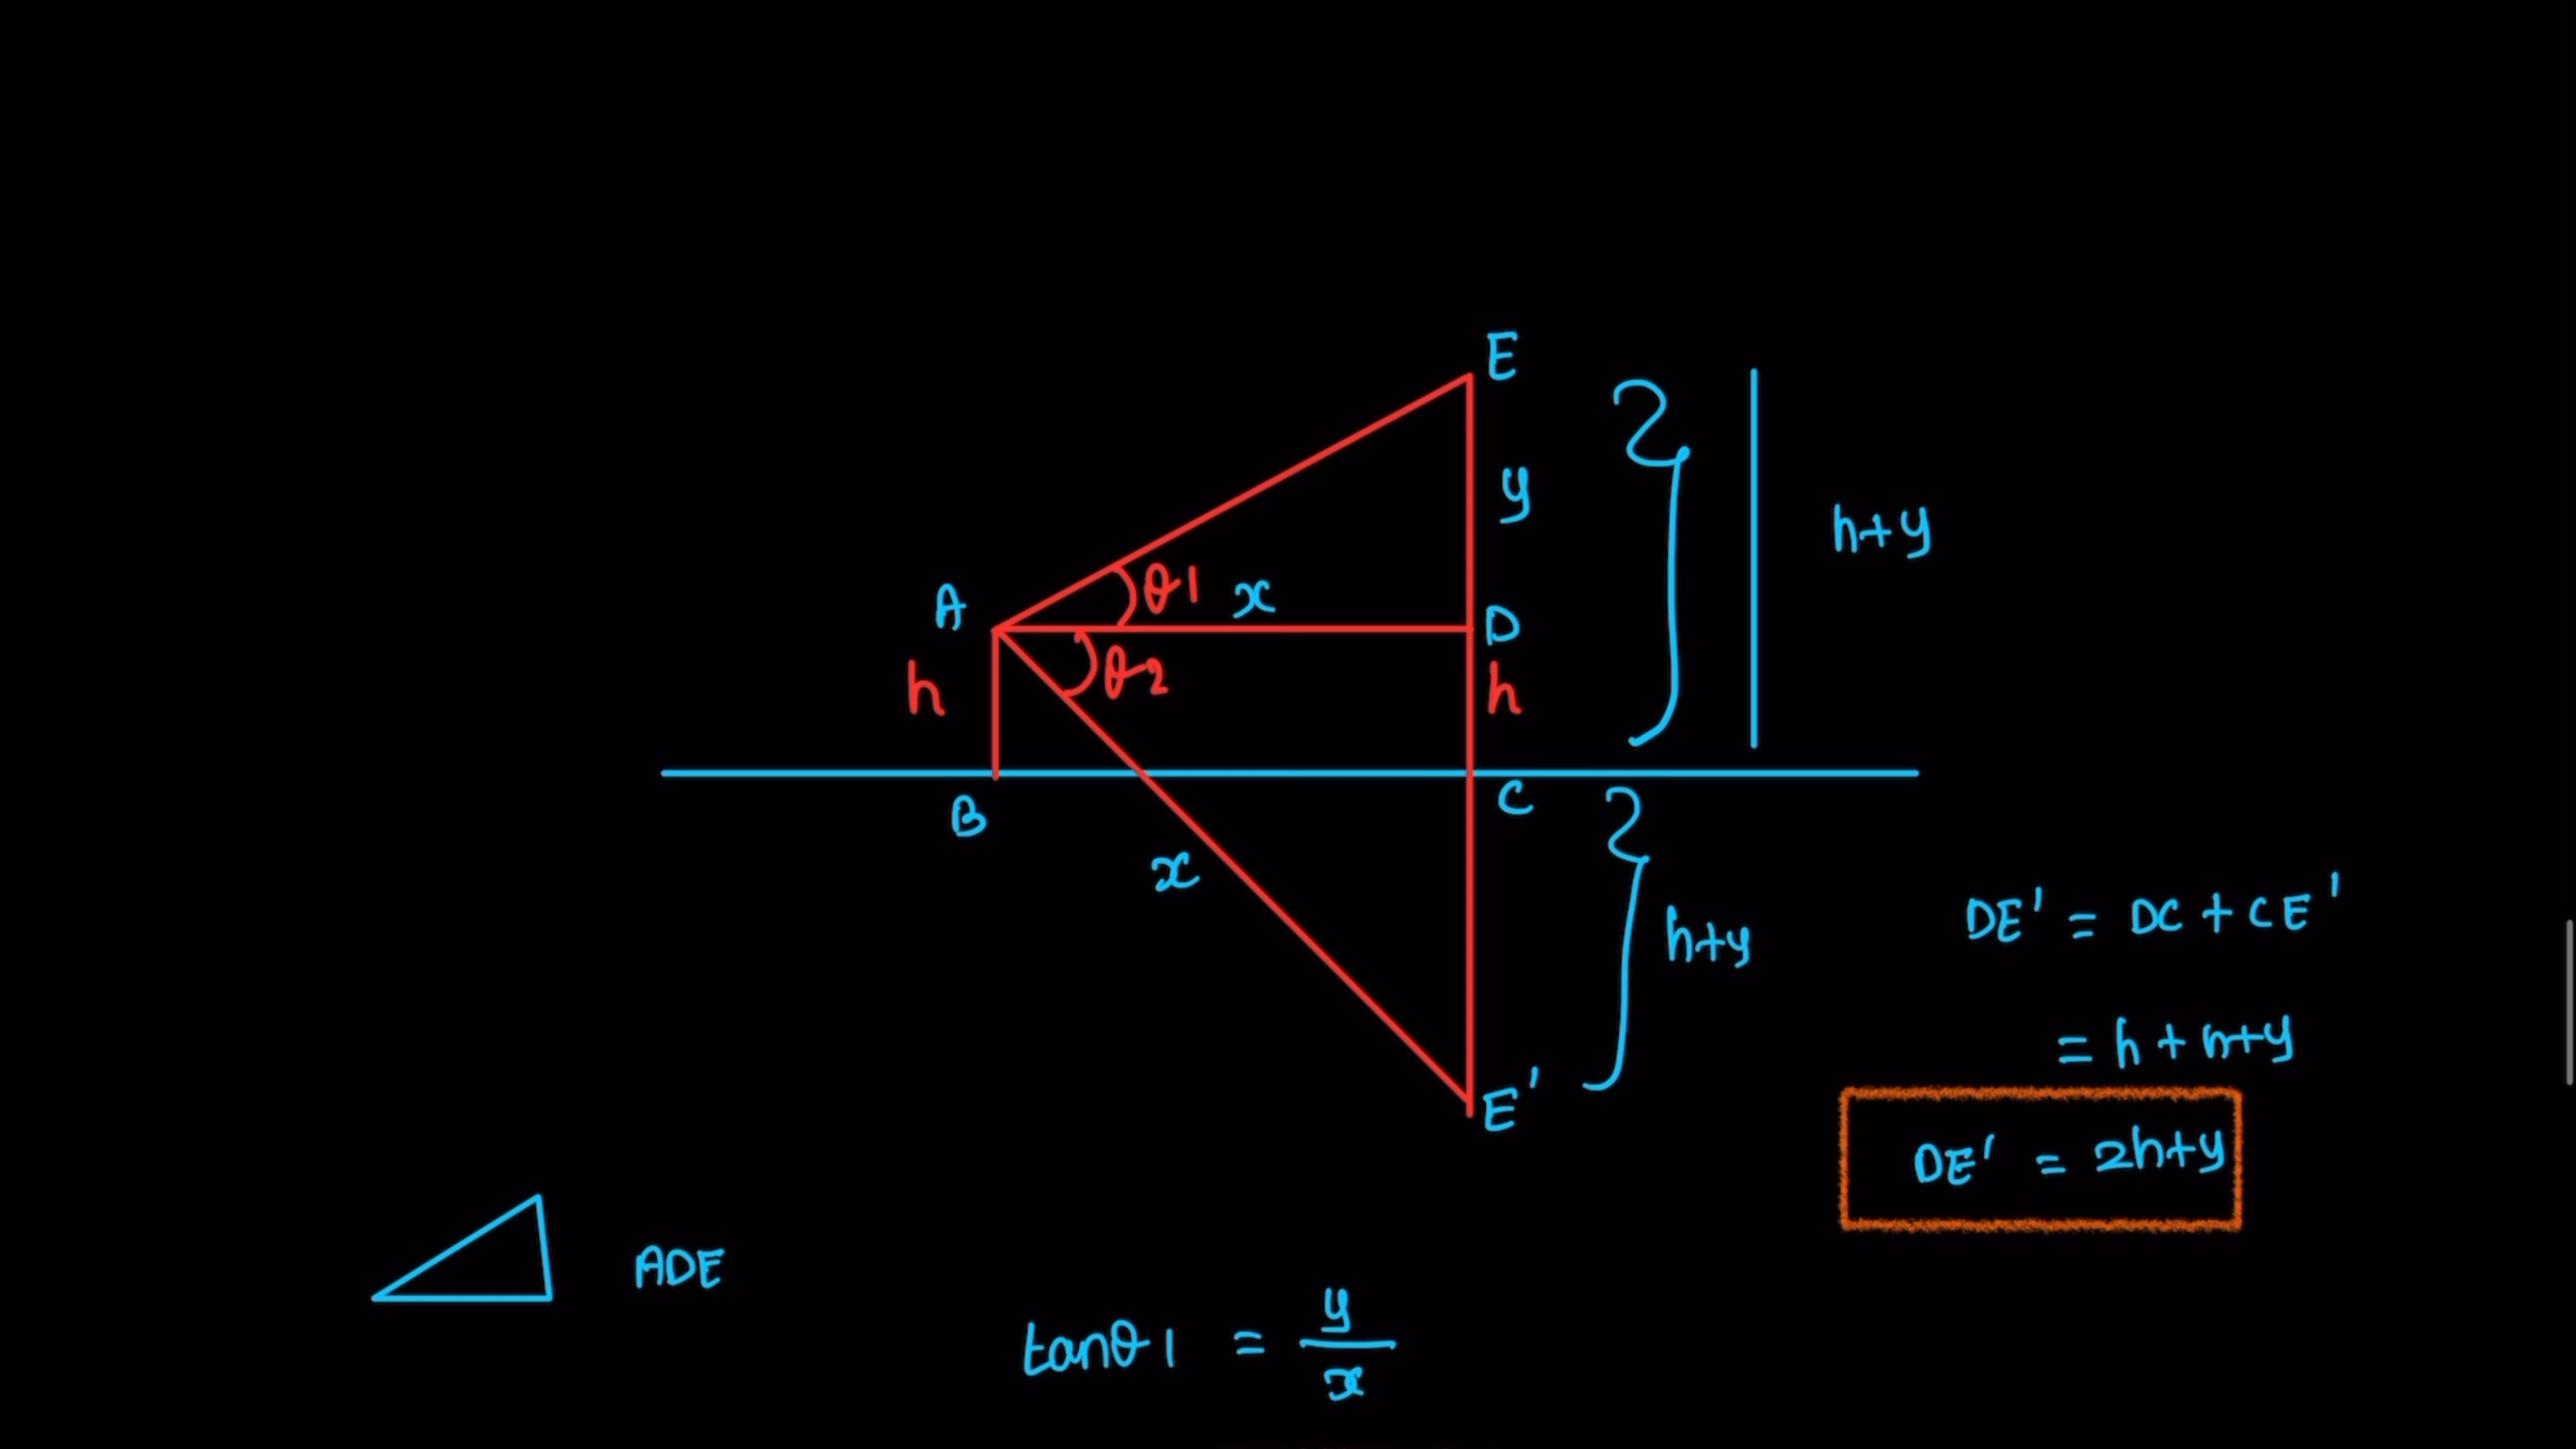 E
y
h+y
θ1
x
A
D
h
θ2
h
B
C
x
h+y
DE' = DC + CE'
= h + h+y
E'
DE' = 2h+y
ADE
tanθ1 = y/x